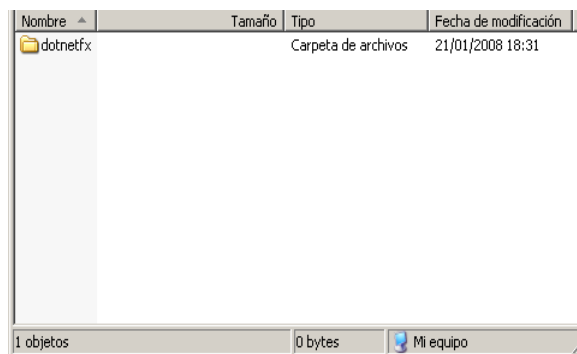 Nombre Tamaño Tipo Fecha de modificación
dotnetfx Carpeta de archivos 21/01/2008 18:31
1 objetos 0 bytes Mi equipo